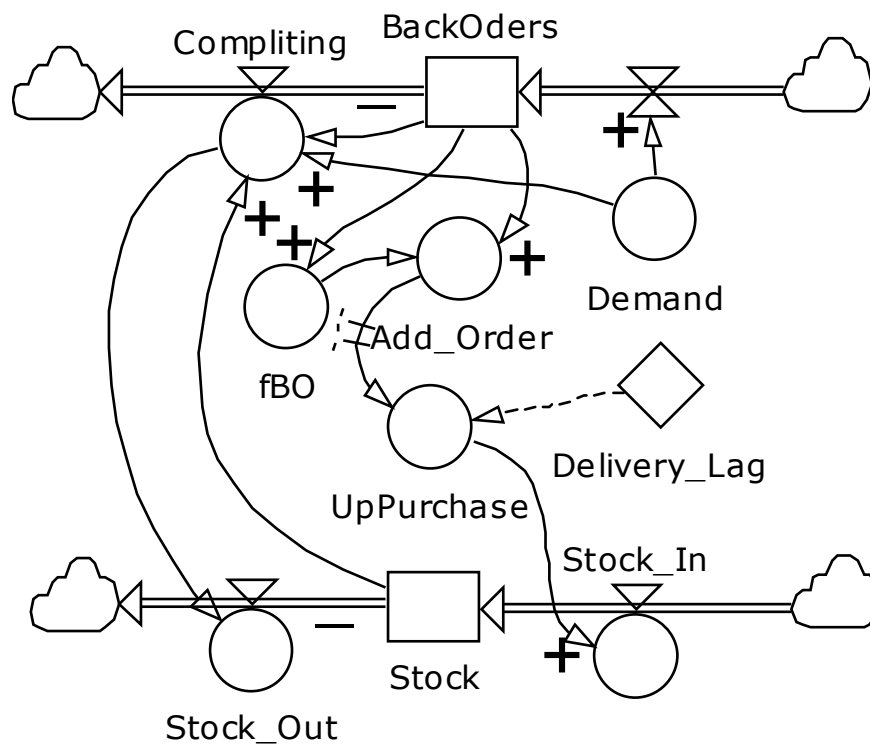 BackOders
Compliting
−
+
+
+
+
+
Demand
Add_Order
fBO
Delivery_Lag
UpPurchase
Stock_In
−
+
Stock
Stock_Out